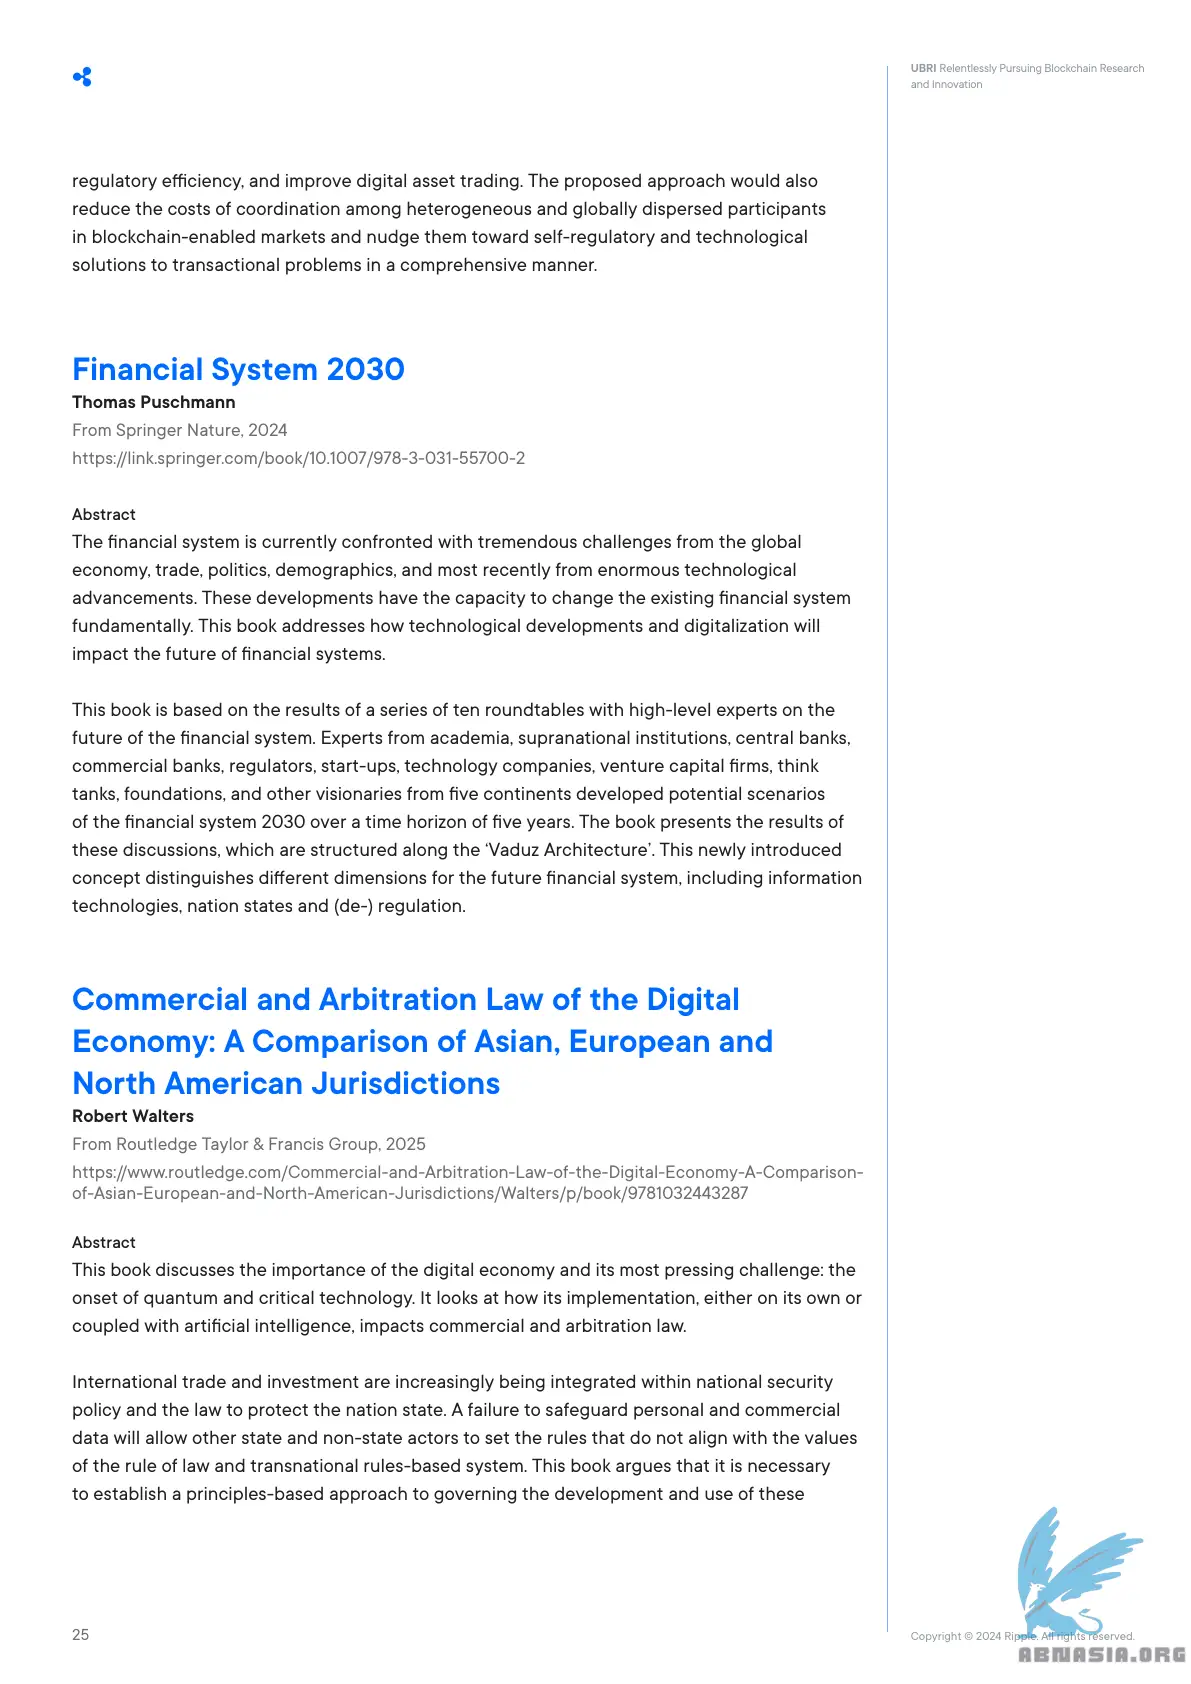 UBRI Relentlessly Pursuing Blockchain Research
and Innovation
regulatory efficiency, and improve digital asset trading. The proposed approach would also
reduce the costs of coordination among heterogeneous and globally dispersed participants
in blockchain-enabled markets and nudge them toward self-regulatory and technological
solutions to transactional problems in a comprehensive manner.
Financial System 2030
Thomas Puschmann
From Springer Nature, 2024
https://link.springer.com/book/10.1007/978-3-031-55700-2
Abstract
The financial system is currently confronted with tremendous challenges from the global
economy, trade, politics, demographics, and most recently from enormous technological
advancements. These developments have the capacity to change the existing financial system
fundamentally. This book addresses how technological developments and digitalization will
impact the future of financial systems.
This book is based on the results of a series of ten roundtables with high-level experts on the
future of the financial system. Experts from academia, supranational institutions, central banks,
commercial banks, regulators, start-ups, technology companies, venture capital firms, think
tanks, foundations, and other visionaries from five continents developed potential scenarios
of the financial system 2030 over a time horizon of five years. The book presents the results of
these discussions, which are structured along the ‘Vaduz Architecture’. This newly introduced
concept distinguishes different dimensions for the future financial system, including information
technologies, nation states and (de-) regulation.
Commercial and Arbitration Law of the Digital
Economy: A Comparison of Asian, European and
North American Jurisdictions
Robert Walters
From Routledge Taylor & Francis Group, 2025
https://www.routledge.com/Commercial-and-Arbitration-Law-of-the-Digital-Economy-A-Comparison-
of-Asian-European-and-North-American-Jurisdictions/Walters/p/book/9781032443287
Abstract
This book discusses the importance of the digital economy and its most pressing challenge: the
onset of quantum and critical technology. It looks at how its implementation, either on its own or
coupled with artificial intelligence, impacts commercial and arbitration law.
International trade and investment are increasingly being integrated within national security
policy and the law to protect the nation state. A failure to safeguard personal and commercial
data will allow other state and non-state actors to set the rules that do not align with the values
of the rule of law and transnational rules-based system. This book argues that it is necessary
to establish a principles-based approach to governing the development and use of these
25
Copyright © 2024 Ripple. All rights reserved.
ABNASIA.ORG